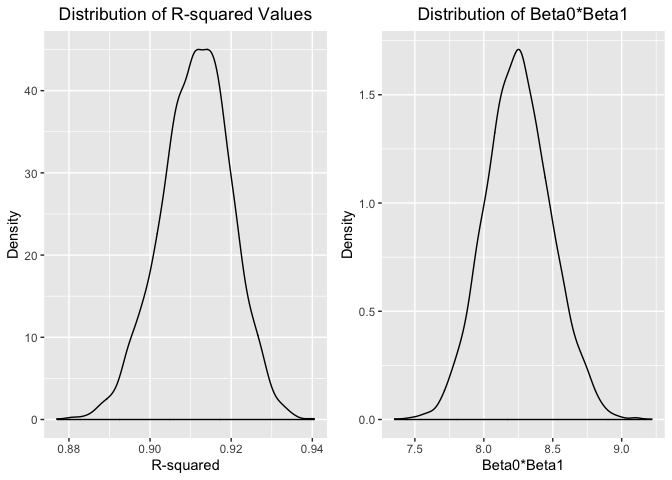 Distribution of R-squared Values
Density
40
30
20
10
0
0.88 0.90 0.92 0.94
R-squared
Distribution of Beta0*Beta1
Density
1.5
1.0
0.5
0.0
7.5 8.0 8.5 9.0
Beta0*Beta1